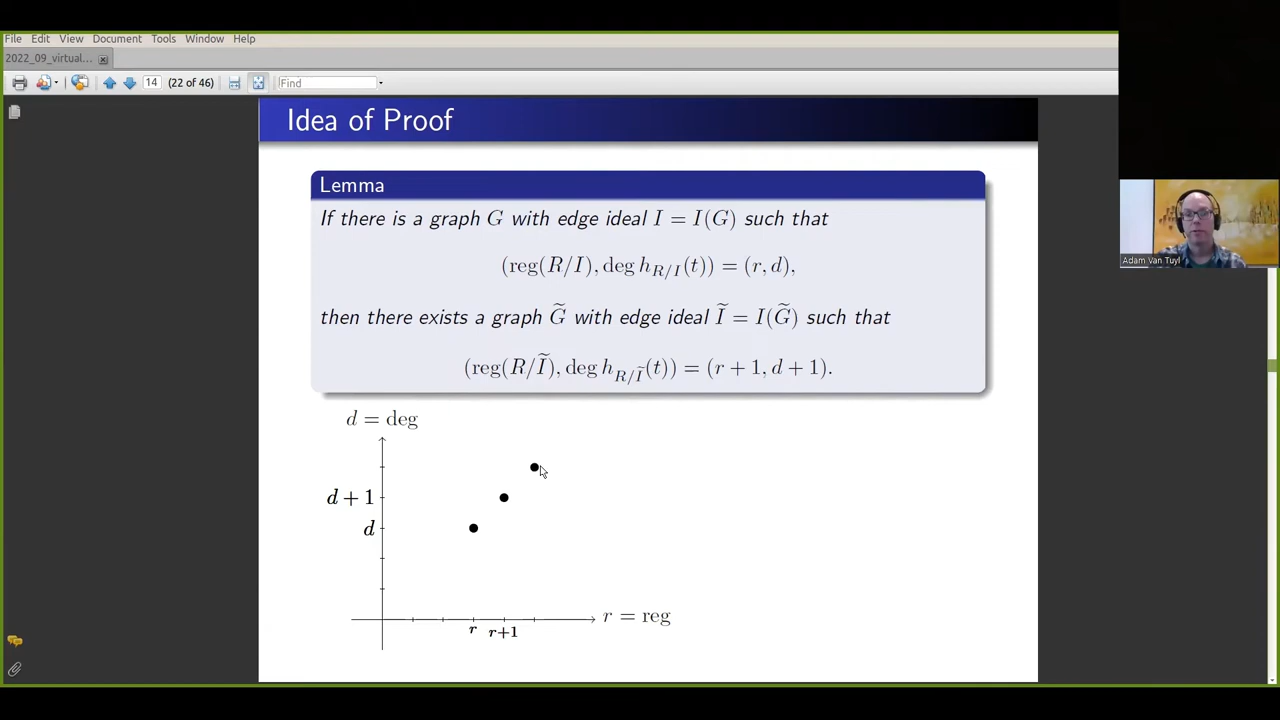 File Edit View Document Tools Window Help
2022_09_virtual...
14 (22 of 46) Find
Idea of Proof
Lemma
If there is a graph G with edge ideal I = I(G) such that
(reg(R/I), deg h_{R/I}(t)) = (r, d),
then there exists a graph G̃ with edge ideal Ĩ = I(G̃) such that
(reg(R/Ĩ), deg h_{R/Ĩ}(t)) = (r + 1, d + 1).
d = deg
d + 1
d
r = reg
r r+1
Adam Van Tuyl